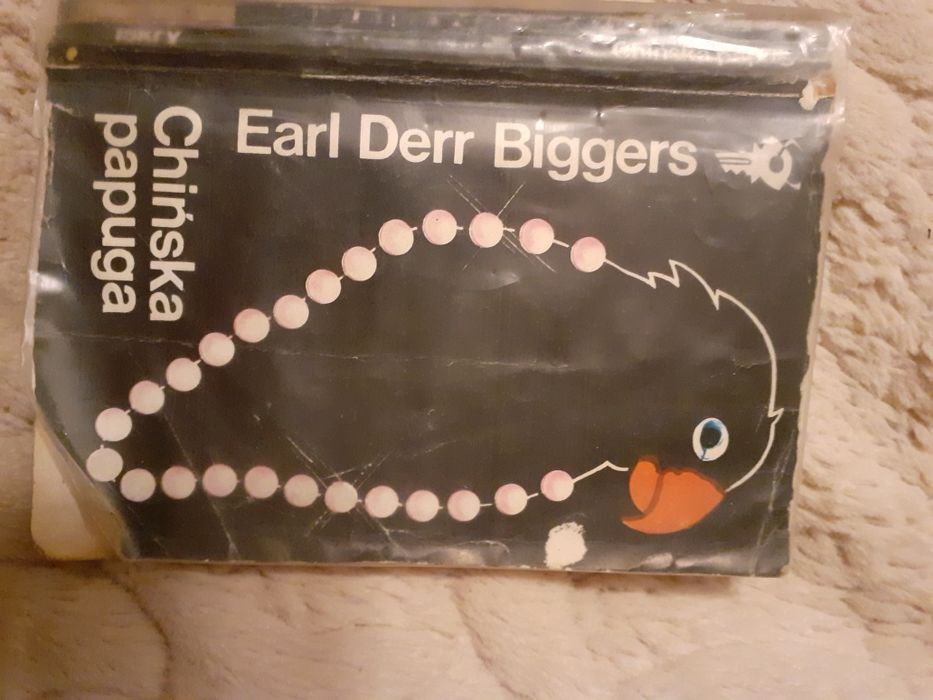 Earl Derr Biggers
Chińska
papuga